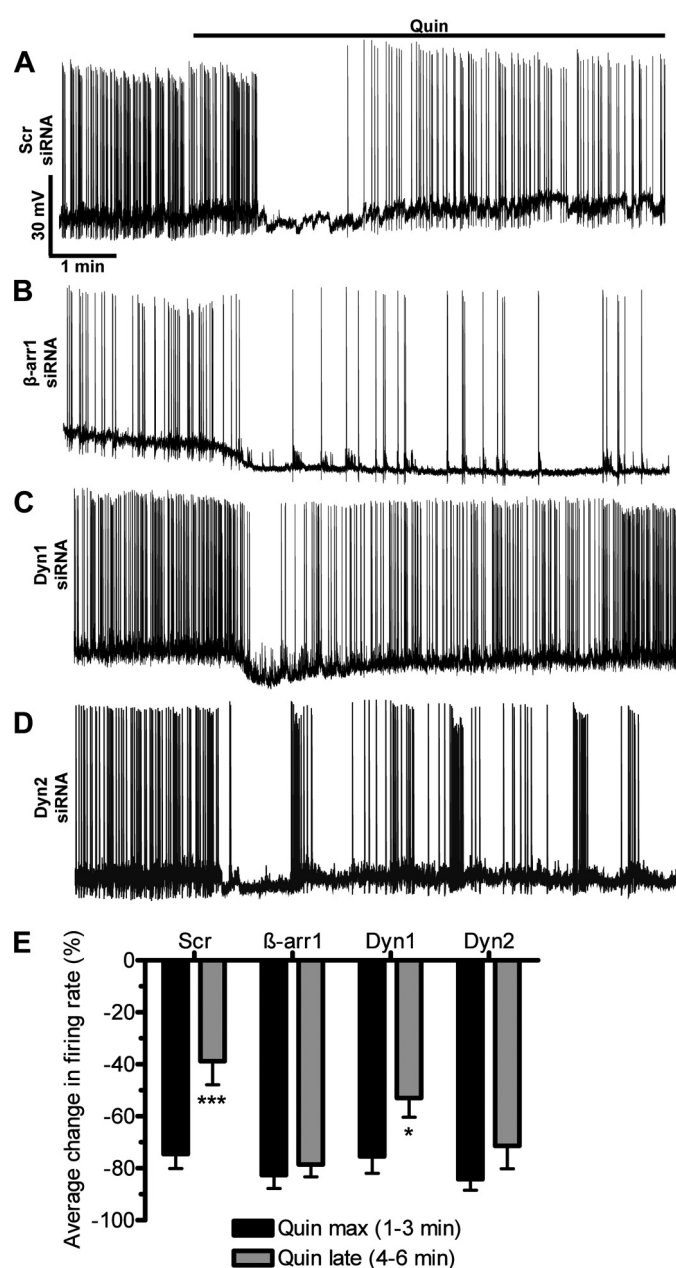 Quin
A
Scr
siRNA
30 mV
1 min
B
β-arr1
siRNA
C
Dyn1
siRNA
D
Dyn2
siRNA
E
Scr ß-arr1 Dyn1 Dyn2
Average change in firing rate (%)
0
-20
-40
-60
-80
-100
***
*
Quin max (1-3 min)
Quin late (4-6 min)